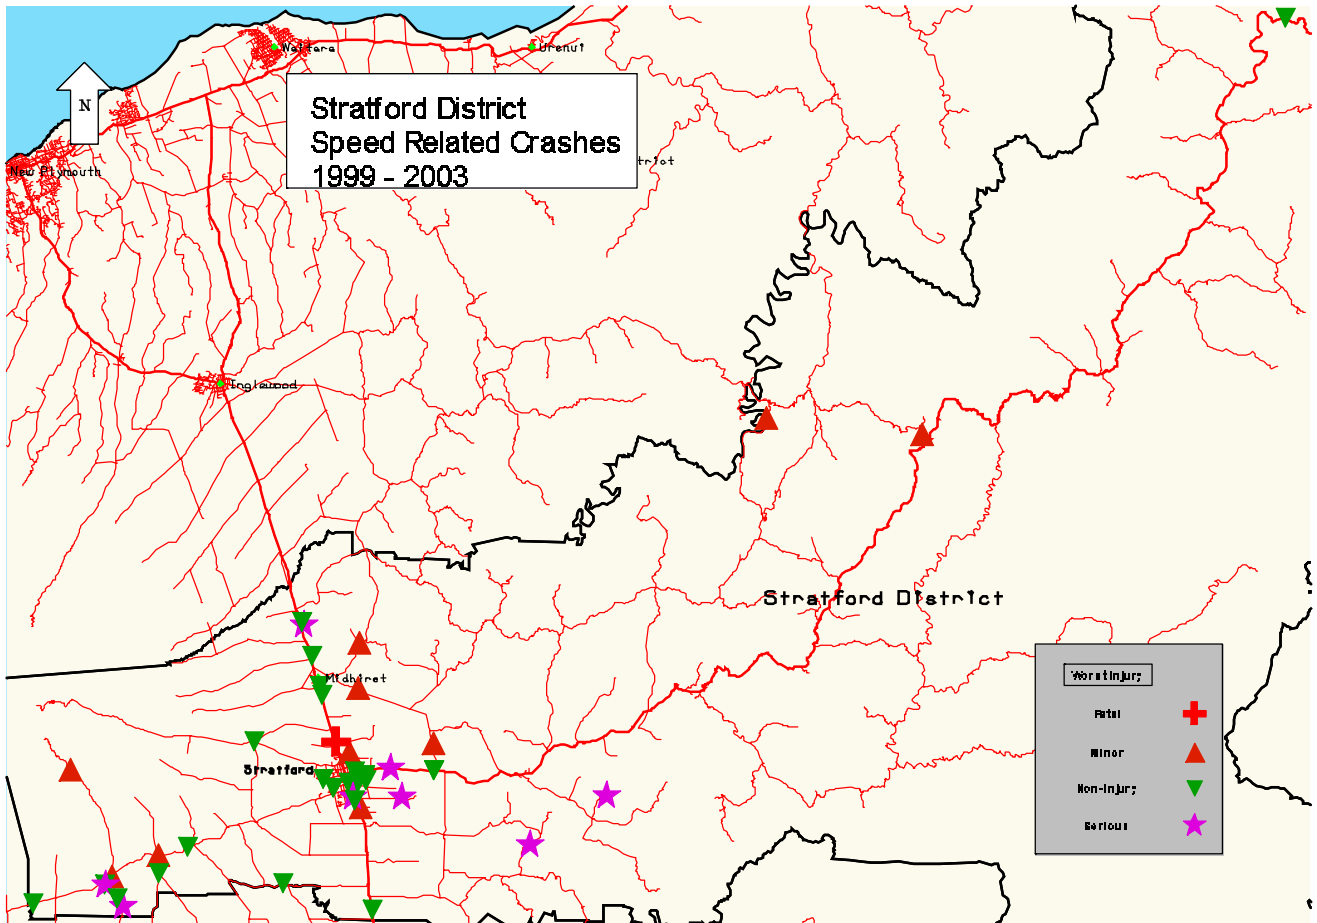 Waitara
Urenui
N
Stratford District
Speed Related Crashes
1999 - 2003
trict
New Plymouth
Inglewood
Stratford District
Midhirst
Stratford
Worst Injury
Fatal
Minor
Non-Injury
Serious